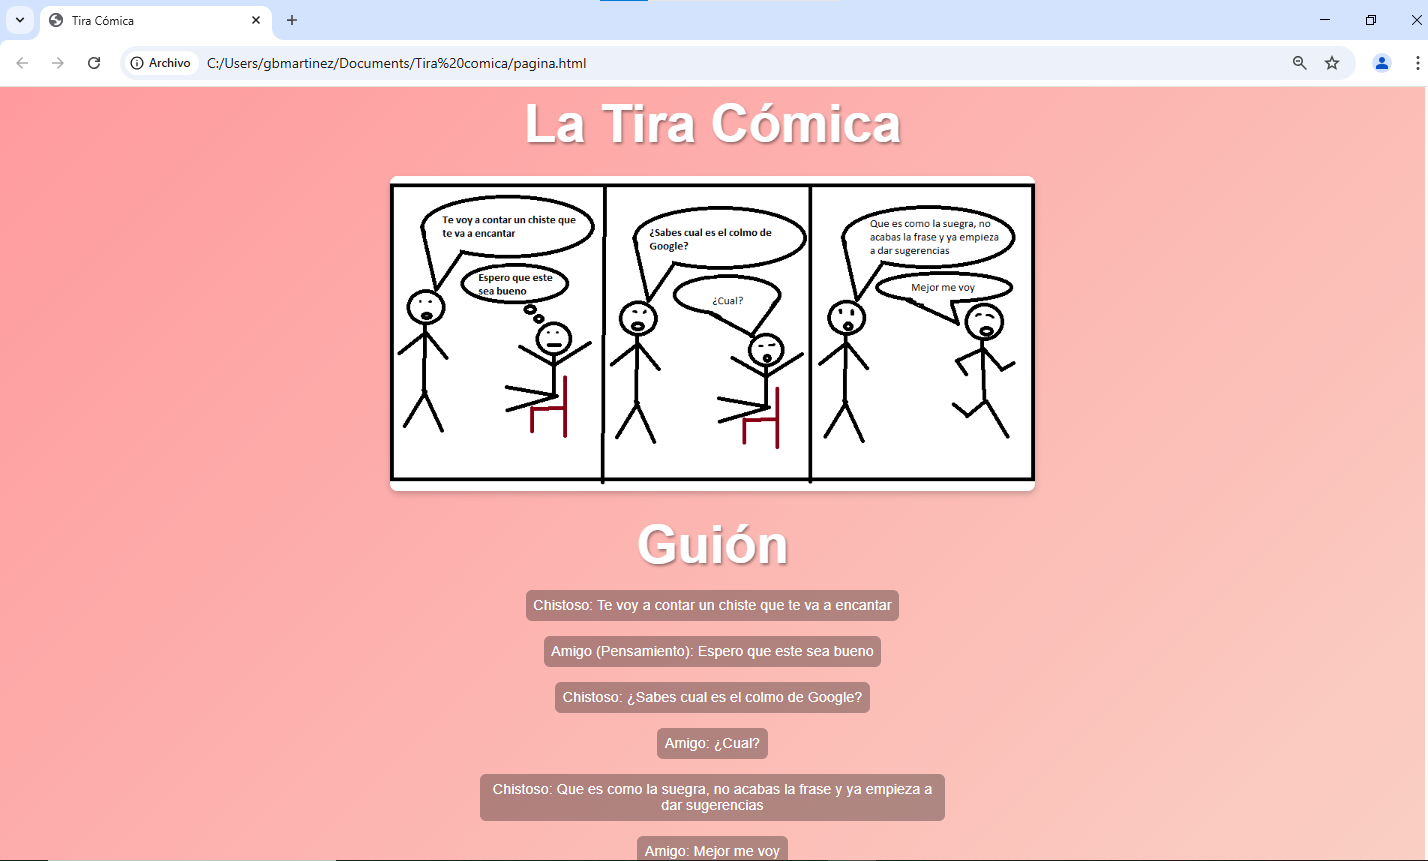 Tira Cómica
Archivo
C:/Users/gbmartinez/Documents/Tira%20comica/pagina.html
La Tira Cómica
Te voy a contar un chiste que
te va a encantar
Espero que este
sea bueno
¿Sabes cual es el colmo de
Google?
¿Cual?
Que es como la suegra, no
acabas la frase y ya empieza
a dar sugerencias
Mejor me voy
Guión
Chistoso: Te voy a contar un chiste que te va a encantar
Amigo (Pensamiento): Espero que este sea bueno
Chistoso: ¿Sabes cual es el colmo de Google?
Amigo: ¿Cual?
Chistoso: Que es como la suegra, no acabas la frase y ya empieza a
dar sugerencias
Amigo: Mejor me voy